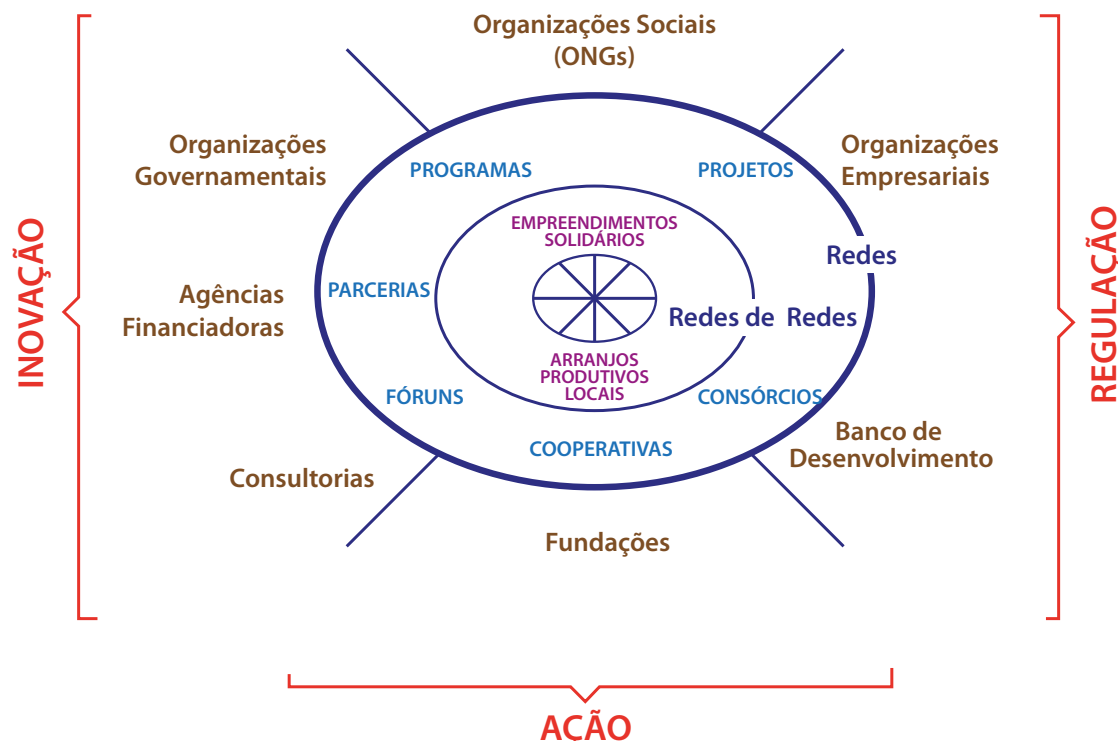 Organizações Sociais
(ONGs)
Organizações
Governamentais
Organizações
Empresariais
PROGRAMAS
PROJETOS
EMPREENDIMENTOS
SOLIDÁRIOS
Redes
INOVAÇÃO
REGULAÇÃO
Agências
Financiadoras
PARCERIAS
Redes de Redes
ARRANJOS
PRODUTIVOS
LOCAIS
FÓRUNS
CONSÓRCIOS
COOPERATIVAS
Banco de
Desenvolvimento
Consultorias
Fundações
AÇÃO